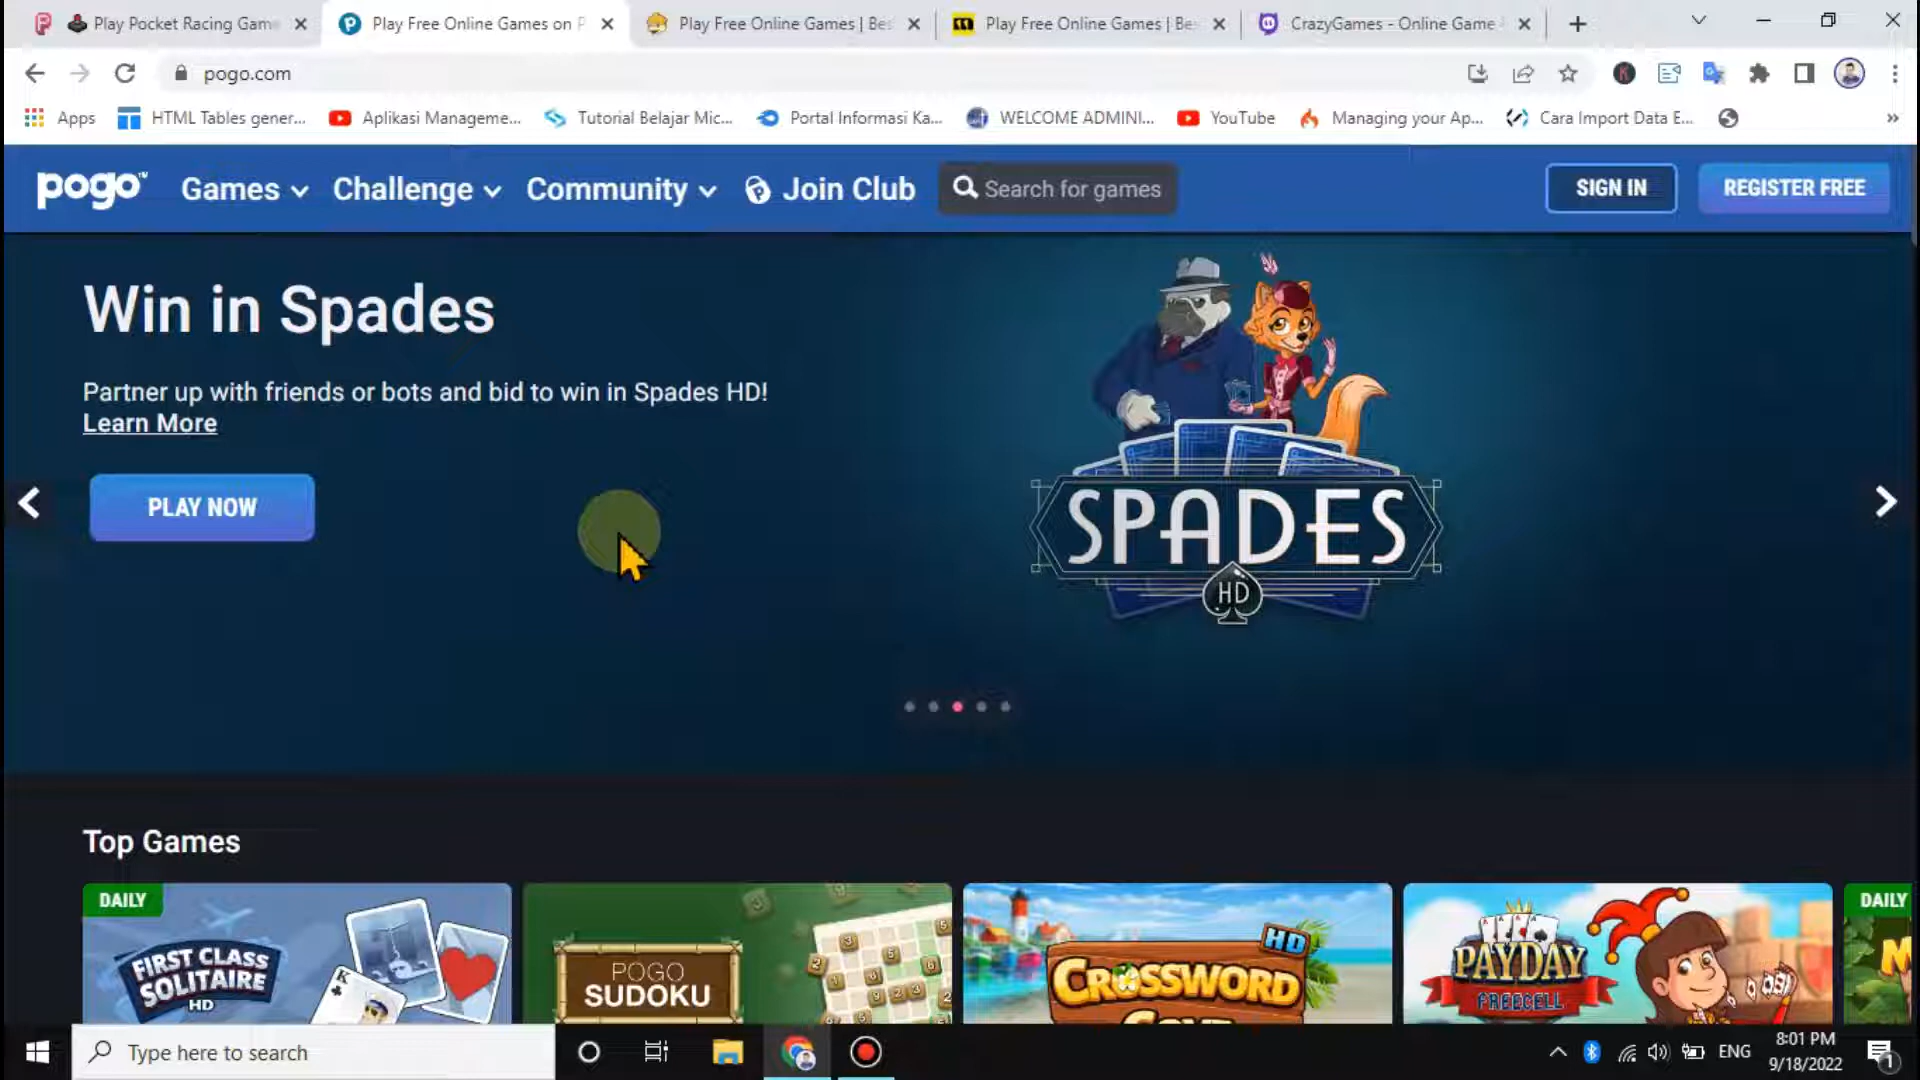 Play Pocket Racing Game
Play Free Online Games on P
Play Free Online Games | Bes
Play Free Online Games | Be
CrazyGames - Online Game
pogo.com
Apps
HTML Tables gener...
Aplikasi Manageme...
Tutorial Belajar Mic...
Portal Informasi Ka...
WELCOME ADMINI...
YouTube
Managing your Ap...
Cara Import Data E...
»
pogo™
Games
Challenge
Community
Join Club
Search for games
SIGN IN
REGISTER FREE
Win in Spades
Partner up with friends or bots and bid to win in Spades HD!
Learn More
PLAY NOW
SPADES
HD
Top Games
DAILY
FIRST CLASS
SOLITAIRE
HD
K
POGO
SUDOKU
HD
CROSSWORD
PAYDAY
FREECELL
DAILY
Type here to search
ENG
8:01 PM
9/18/2022
1